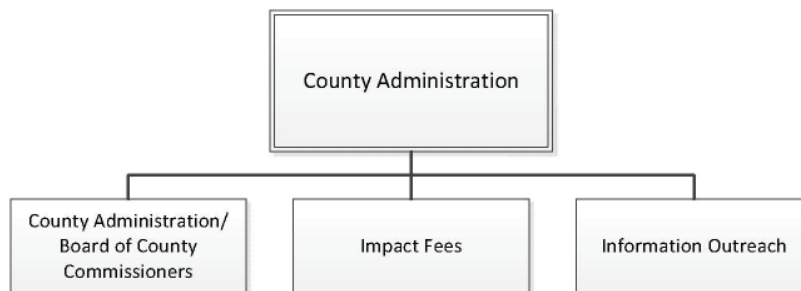 County Administration
County Administration/
Board of County
Commissioners
Impact Fees
Information Outreach